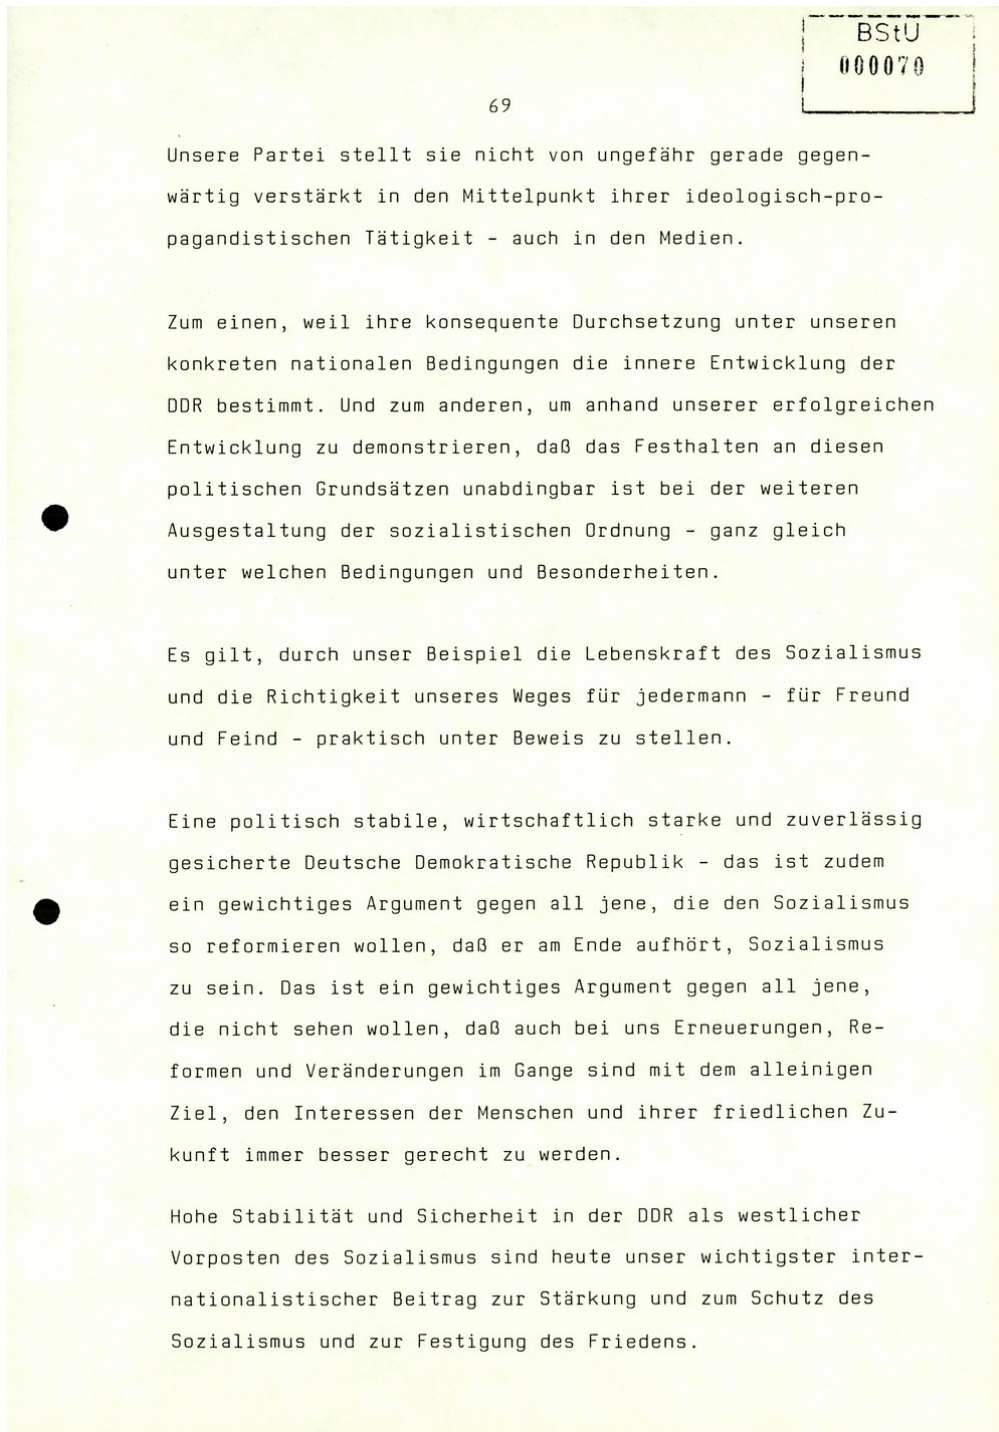 BStU
000070
69
Unsere Partei stellt sie nicht von ungefähr gerade gegen-
wärtig verstärkt in den Mittelpunkt ihrer ideologisch-pro-
pagandistischen Tätigkeit - auch in den Medien.
Zum einen, weil ihre konsequente Durchsetzung unter unseren
konkreten nationalen Bedingungen die innere Entwicklung der
DDR bestimmt. Und zum anderen, um anhand unserer erfolgreichen
Entwicklung zu demonstrieren, daß das Festhalten an diesen
politischen Grundsätzen unabdingbar ist bei der weiteren
Ausgestaltung der sozialistischen Ordnung - ganz gleich
unter welchen Bedingungen und Besonderheiten.
Es gilt, durch unser Beispiel die Lebenskraft des Sozialismus
und die Richtigkeit unseres Weges für jedermann - für Freund
und Feind - praktisch unter Beweis zu stellen.
Eine politisch stabile, wirtschaftlich starke und zuverlässig
gesicherte Deutsche Demokratische Republik - das ist zudem
ein gewichtiges Argument gegen all jene, die den Sozialismus
so reformieren wollen, daß er am Ende aufhört, Sozialismus
zu sein. Das ist ein gewichtiges Argument gegen all jene,
die nicht sehen wollen, daß auch bei uns Erneuerungen, Re-
formen und Veränderungen im Gange sind mit dem alleinigen
Ziel, den Interessen der Menschen und ihrer friedlichen Zu-
kunft immer besser gerecht zu werden.
Hohe Stabilität und Sicherheit in der DDR als westlicher
Vorposten des Sozialismus sind heute unser wichtigster inter-
nationalistischer Beitrag zur Stärkung und zum Schutz des
Sozialismus und zur Festigung des Friedens.